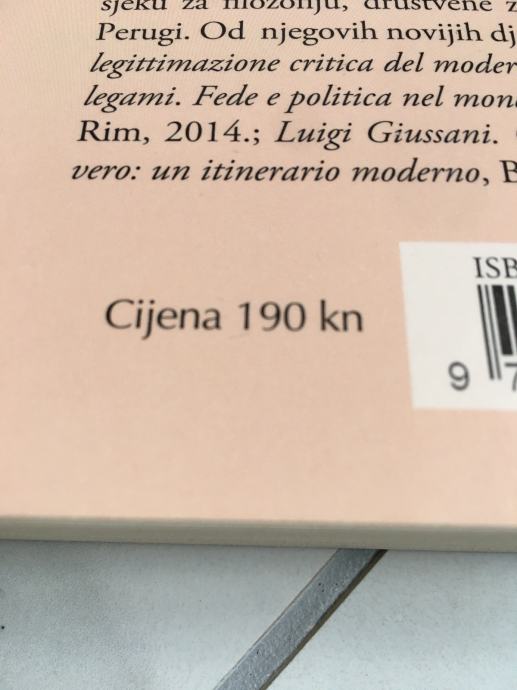 sjeku za filozofiju, društvene z
Perugi. Od njegovih novijih dj
legittimazione critica del moder
legami. Fede e politica nel mon
Rim, 2014.; Luigi Giussani.
vero: un itinerario moderno, B
ISB
Cijena 190 kn
9 7